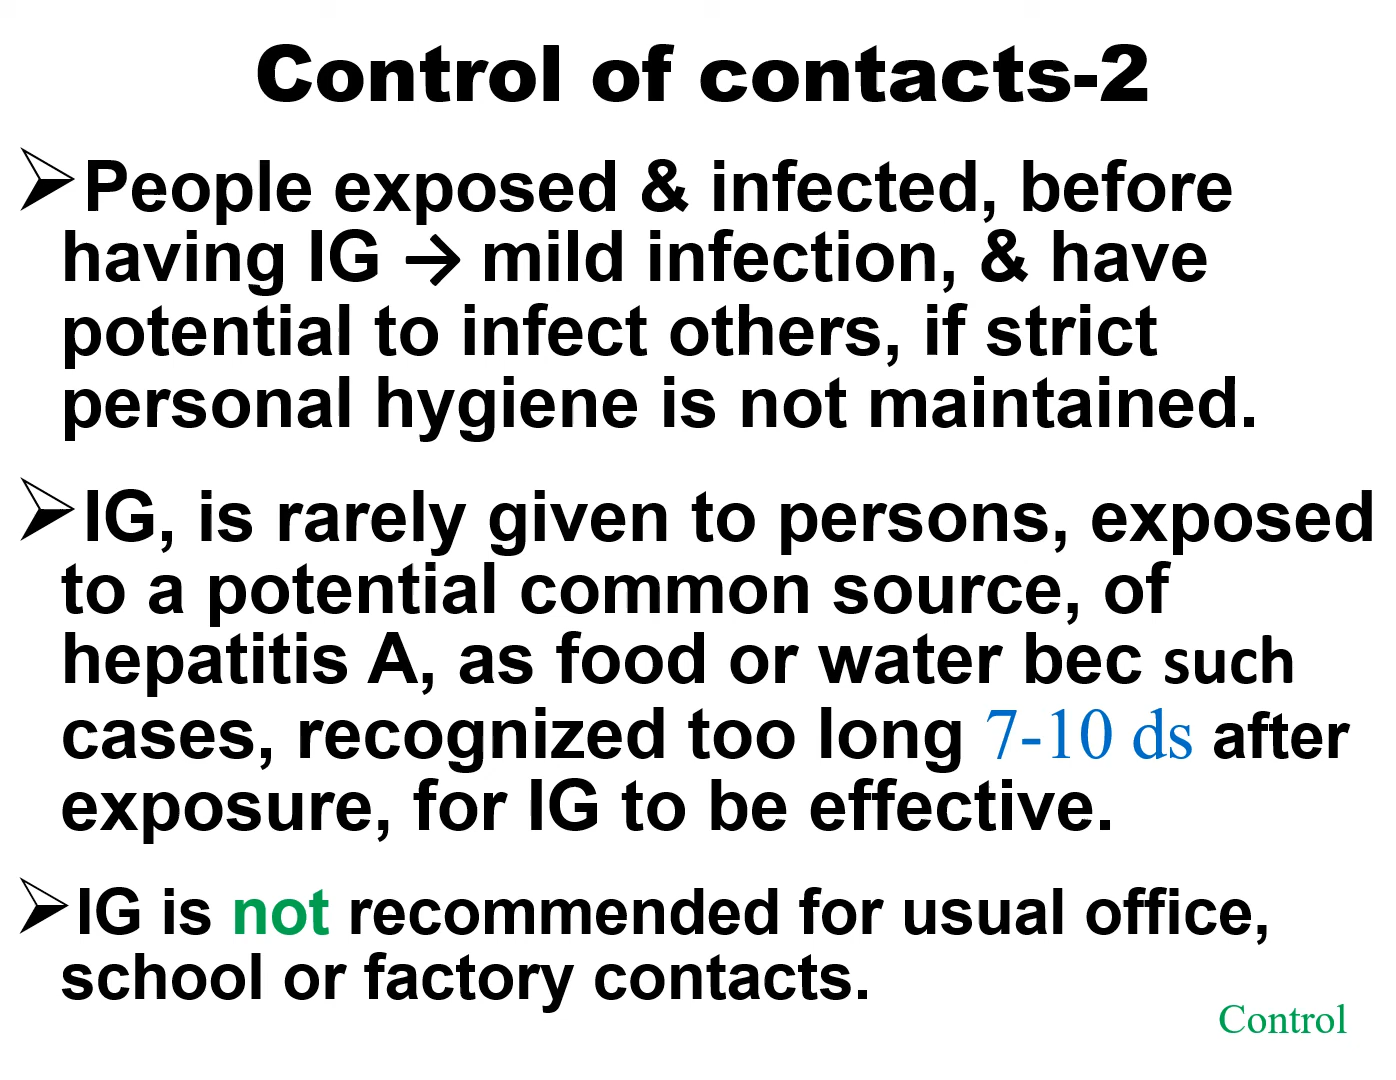 Control of contacts-2
➢People exposed & infected, before
having IG → mild infection, & have
potential to infect others, if strict
personal hygiene is not maintained.
➢IG, is rarely given to persons, exposed
to a potential common source, of
hepatitis A, as food or water bec such
cases, recognized too long 7-10 ds after
exposure, for IG to be effective.
➢IG is not recommended for usual office,
school or factory contacts.
Control